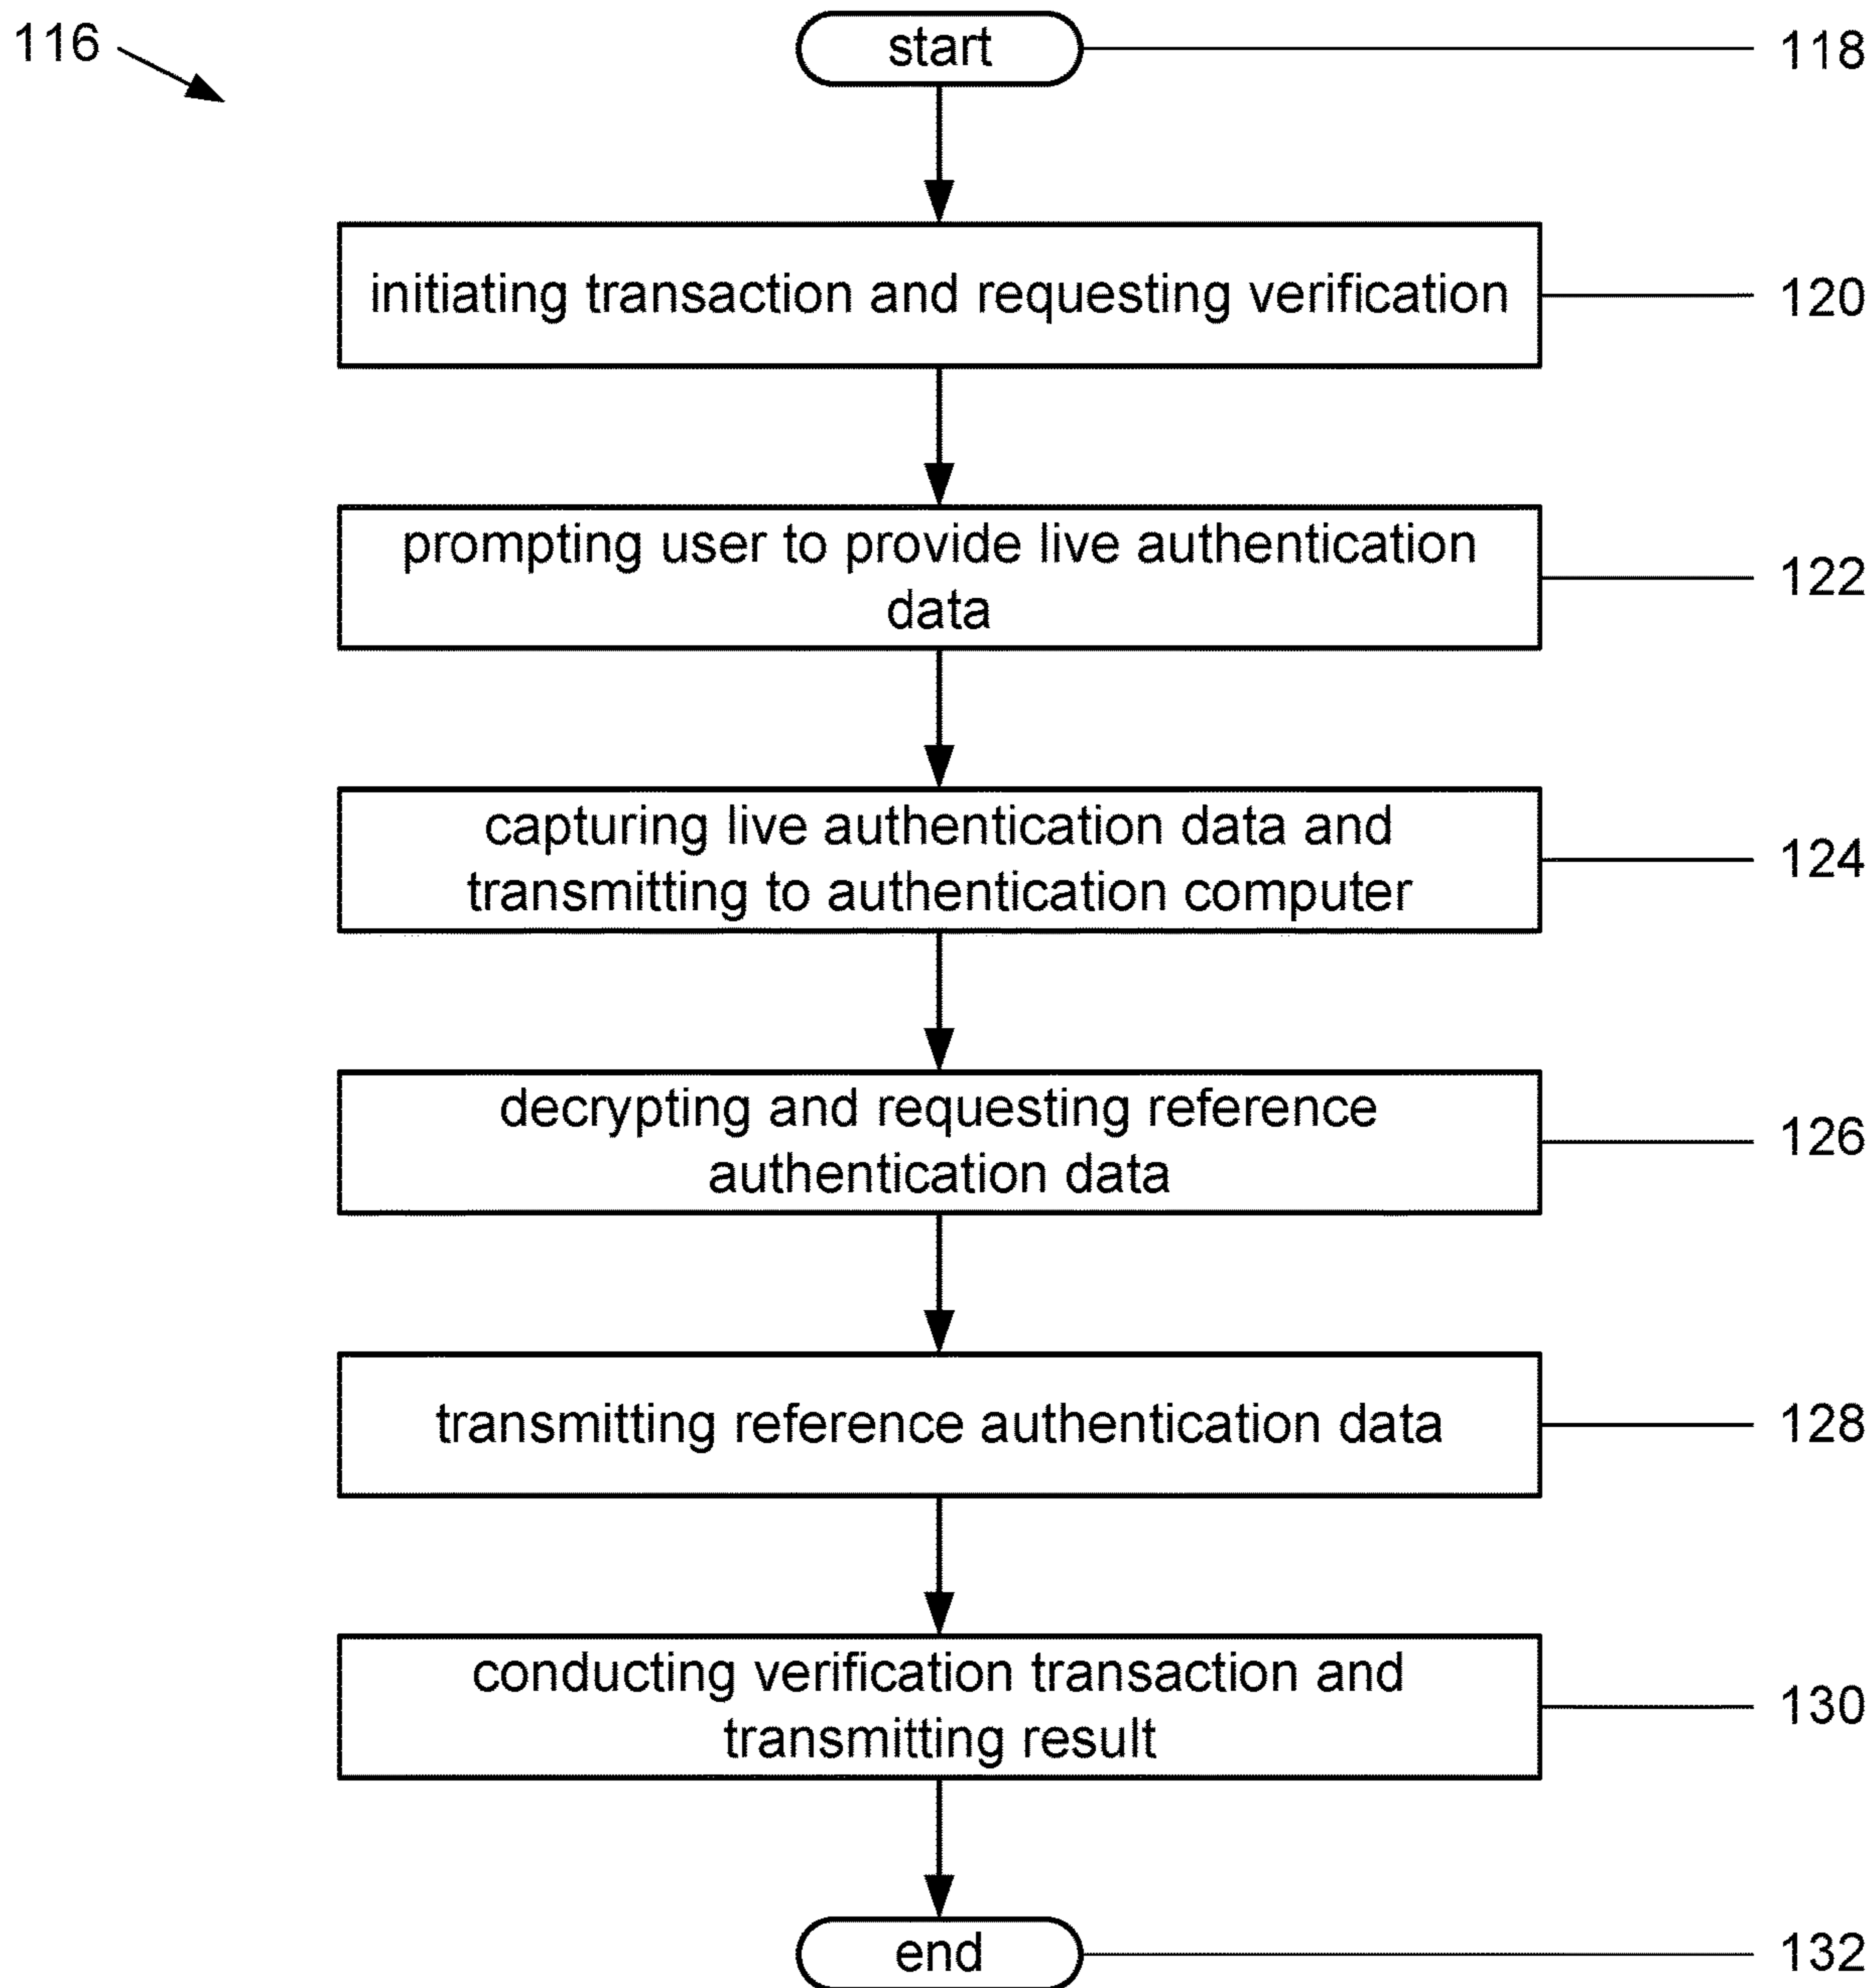 116
start
118
initiating transaction and requesting verification
120
prompting user to provide live authentication
data
122
capturing live authentication data and
transmitting to authentication computer
124
decrypting and requesting reference
authentication data
126
transmitting reference authentication data
128
conducting verification transaction and
transmitting result
130
end
132